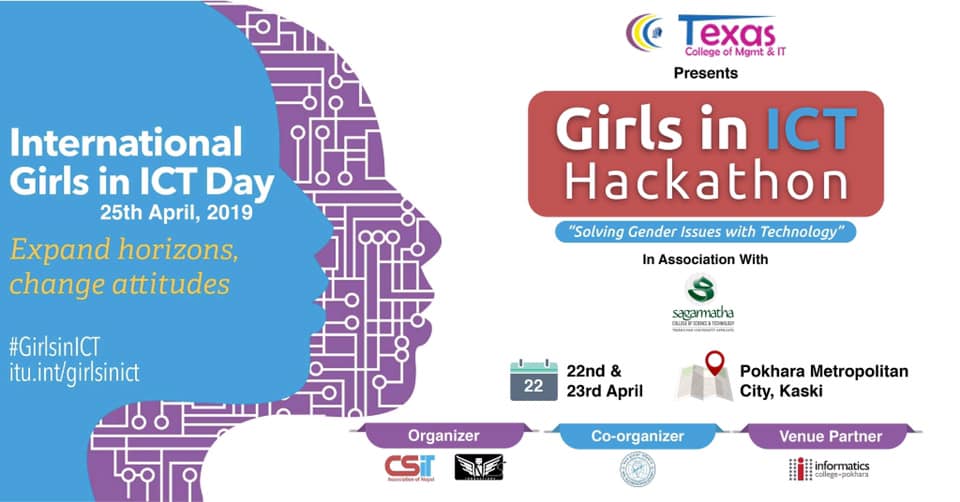 International
Girls in ICT Day
25th April, 2019
Expand horizons,
change attitudes
#GirlsinICT
itu.int/girlsinict
Texas
College of Mgmt & IT
Presents
Girls in ICT
Hackathon
"Solving Gender Issues with Technology"
In Association With
sagarmatha
COLLEGE OF SCIENCE & TECHNOLOGY
22
22nd &
23rd April
Pokhara Metropolitan
City, Kaski
Organizer
CSiT
Association of Nepal
Co-organizer
Venue Partner
informatics
college-pokhara